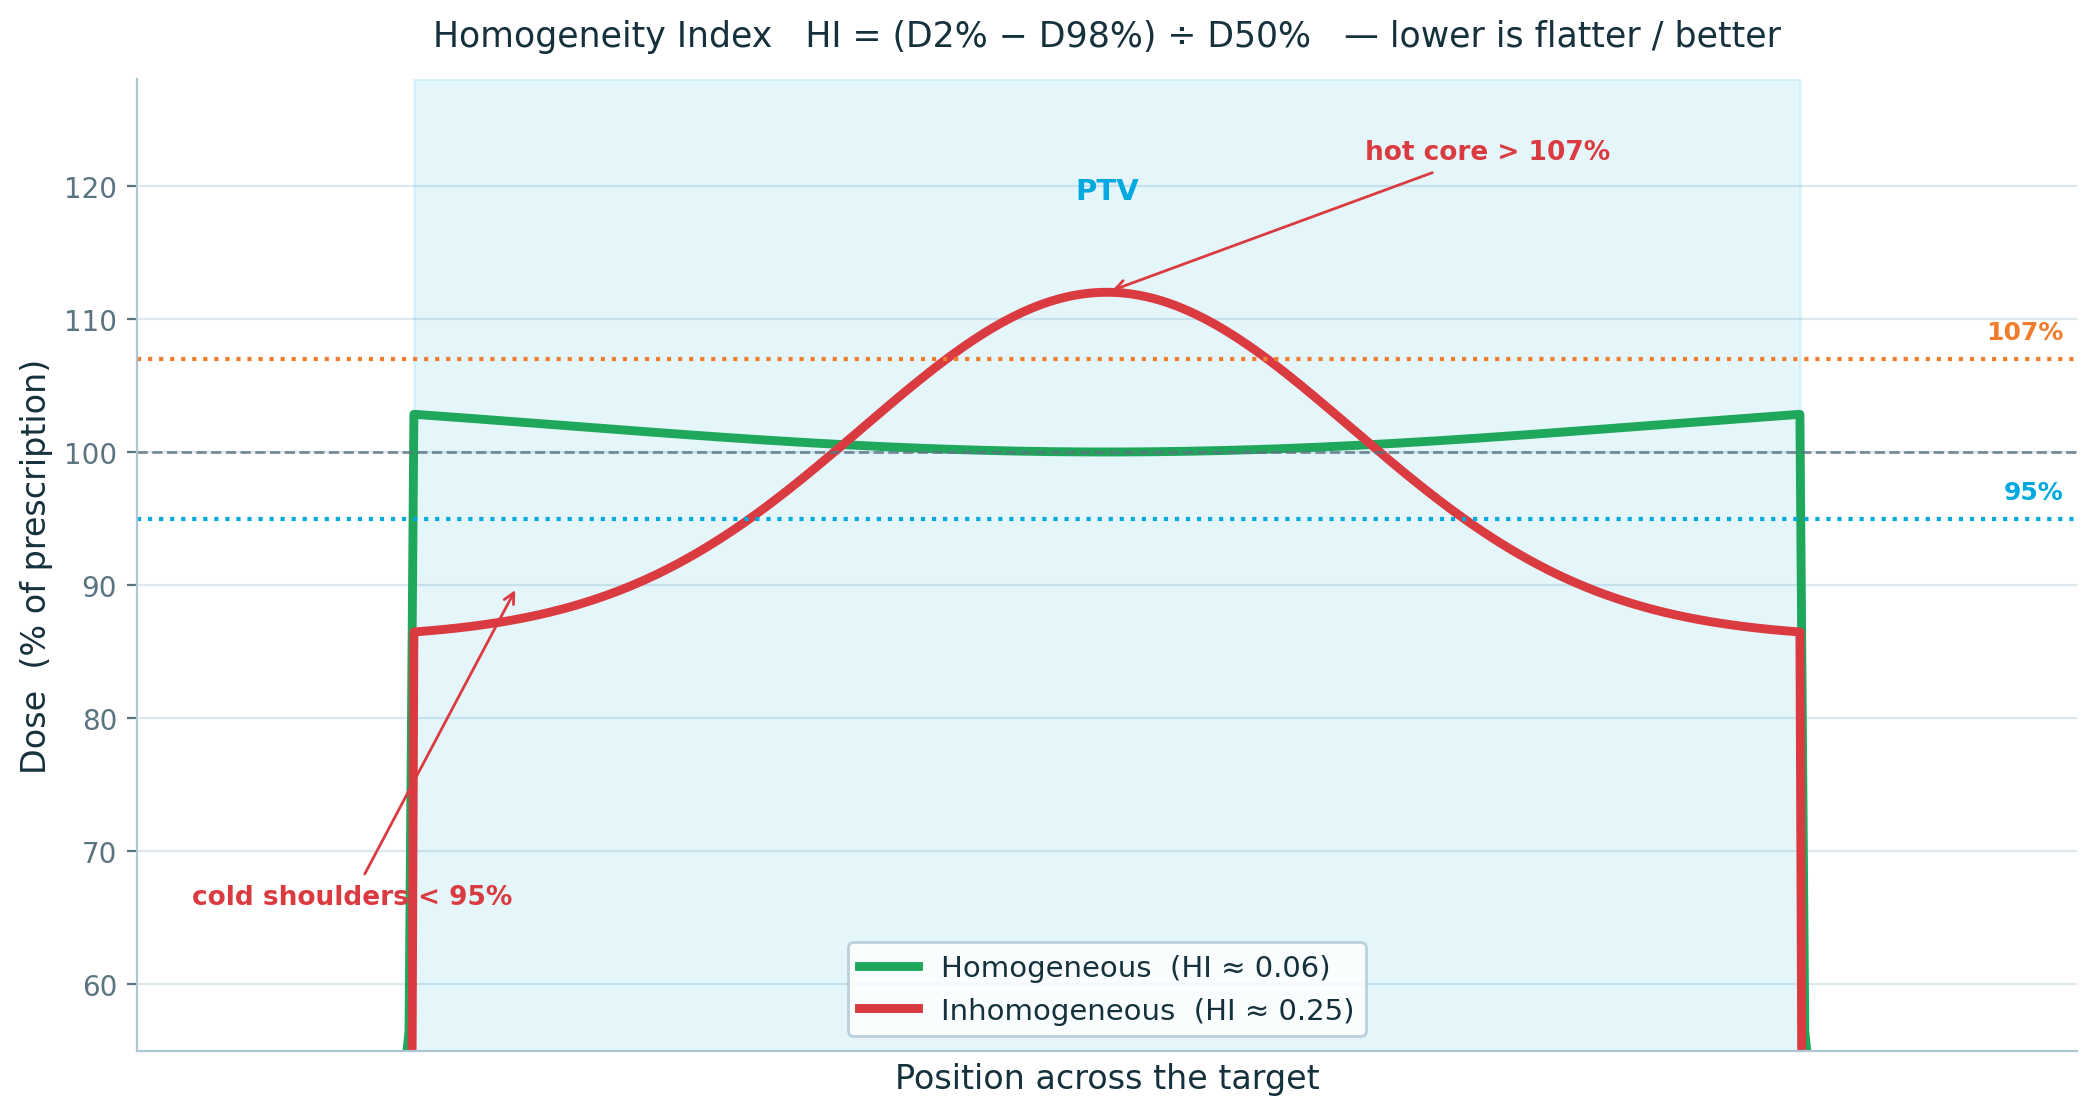 Homogeneity Index   HI = (D2% − D98%) ÷ D50%   — lower is flatter / better
hot core > 107%
PTV
120
110
107%
100
95%
90
80
70
60
cold shoulders < 95%
Dose  (% of prescription)
Homogeneous  (HI ≈ 0.06)
Inhomogeneous  (HI ≈ 0.25)
Position across the target